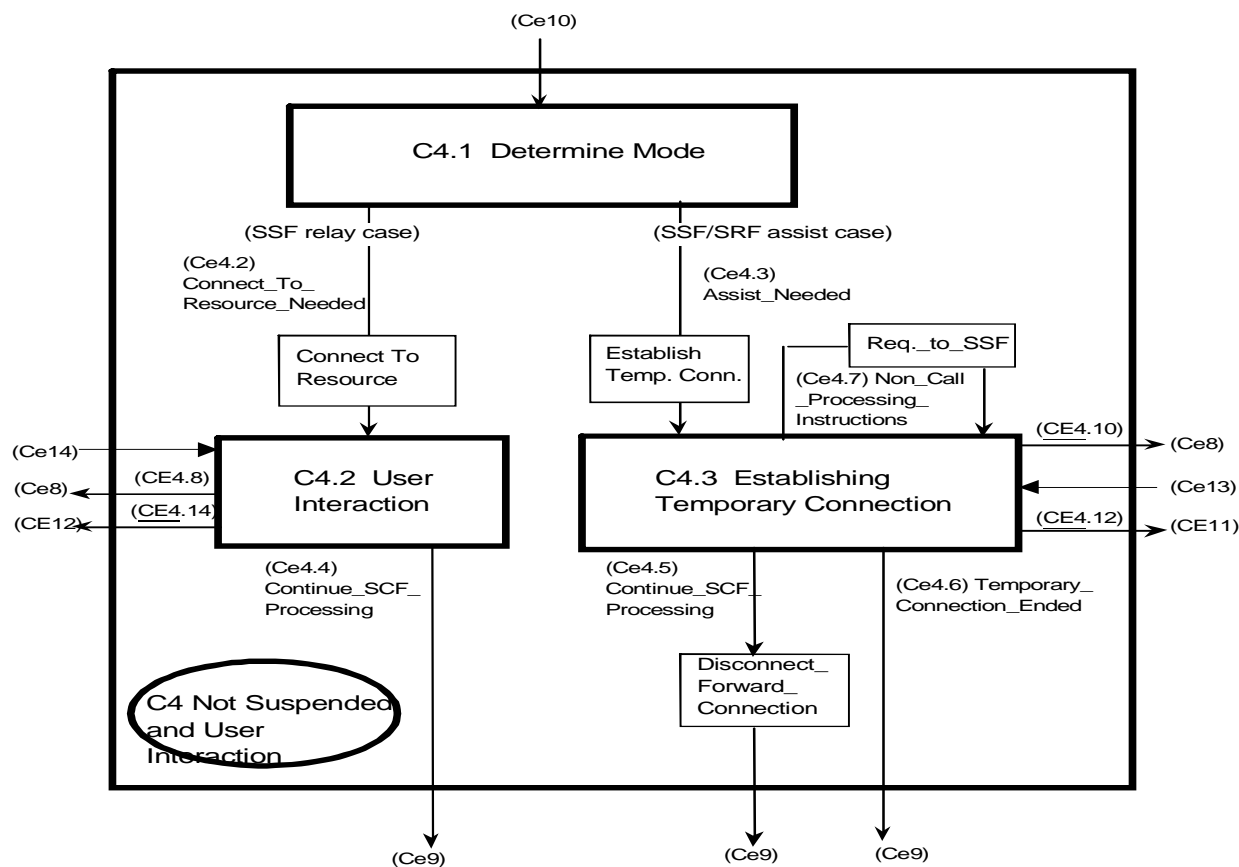 (Ce10)
C4.1 Determine Mode
(SSF relay case)
(SSF/SRF assist case)
(Ce4.2)
Connect_To_
Resource_Needed
(Ce4.3)
Assist_Needed
Connect To
Resource
Establish
Temp. Conn.
Req._to_SSF
(Ce4.7) Non_Call
_Processing_
Instructions
(Ce14)
(Ce8)
(CE12)
(CE4.8)
(CE4.14)
C4.2 User
Interaction
C4.3 Establishing
Temporary Connection
(CE4.10)
(CE4.12)
(Ce8)
(Ce13)
(CE11)
(Ce4.4)
Continue_SCF_
Processing
(Ce4.5)
Continue_SCF_
Processing
(Ce4.6) Temporary_
Connection_Ended
Disconnect_
Forward_
Connection
C4 Not Suspended
and User
Interaction
(Ce9)
(Ce9)
(Ce9)